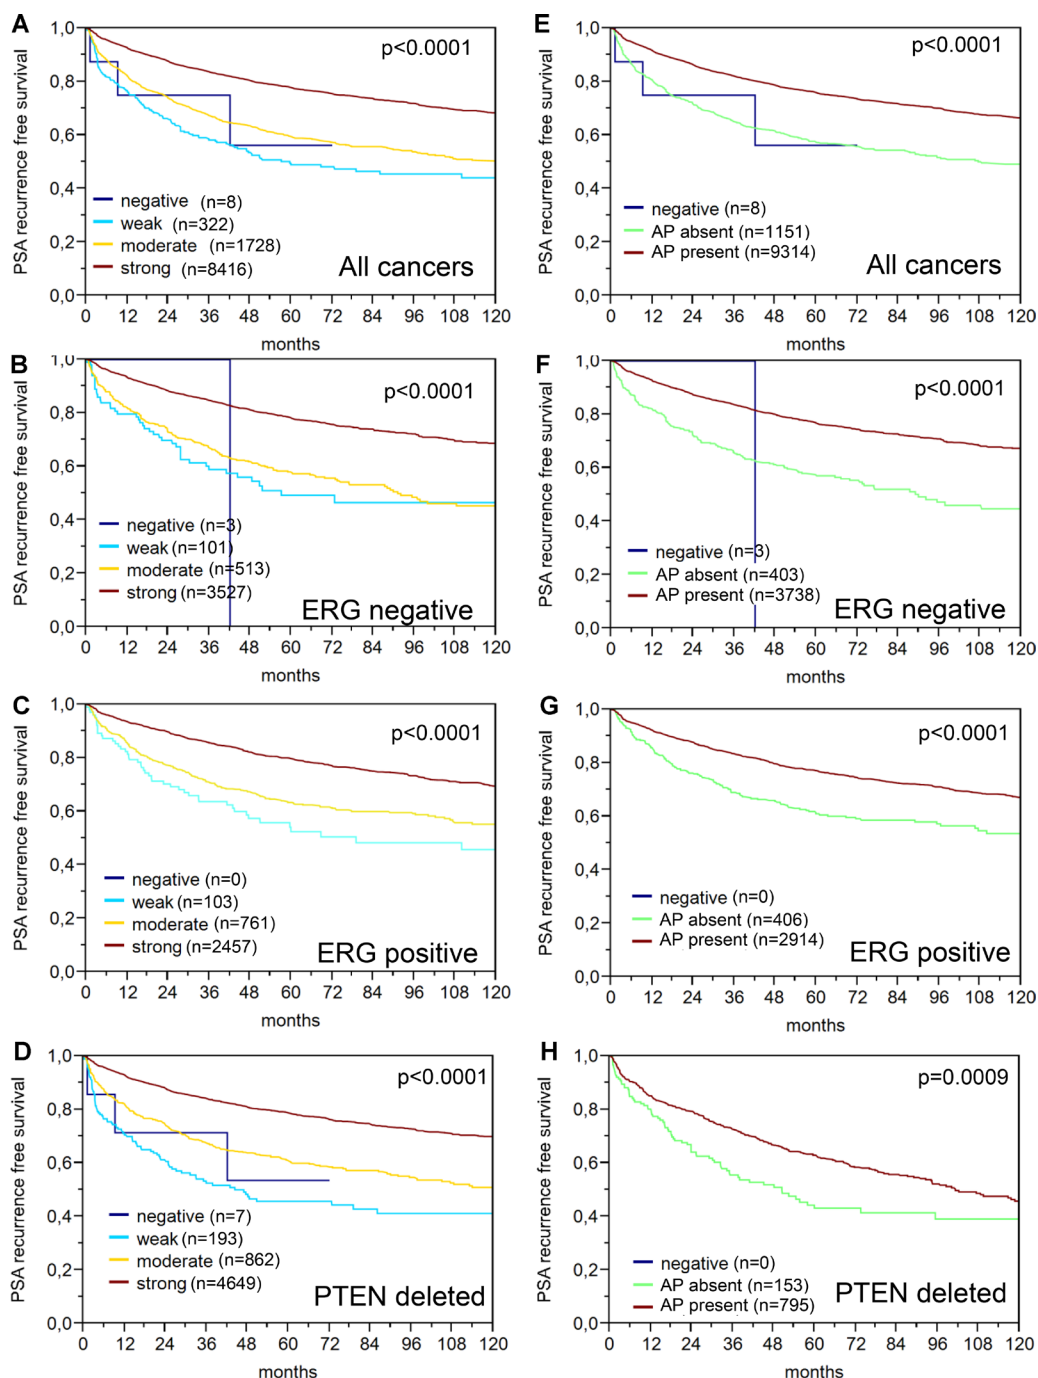 A
PSA recurrence free survival
1,0
0,8
0,6
0,4
0,2
0,0
p<0.0001
negative (n=8)
weak (n=322)
moderate (n=1728)
strong (n=8416)
All cancers
0 12 24 36 48 60 72 84 96 108 120
months
E
PSA recurrence free survival
1,0
0,8
0,6
0,4
0,2
0,0
p<0.0001
negative (n=8)
AP absent (n=1151)
AP present (n=9314)
All cancers
0 12 24 36 48 60 72 84 96 108 120
months
B
PSA recurrence free survival
1,0
0,8
0,6
0,4
0,2
0,0
p<0.0001
negative (n=3)
weak (n=101)
moderate (n=513)
strong (n=3527)
ERG negative
0 12 24 36 48 60 72 84 96 108 120
months
F
PSA recurrence free survival
1,0
0,8
0,6
0,4
0,2
0,0
p<0.0001
negative (n=3)
AP absent (n=403)
AP present (n=3738)
ERG negative
0 12 24 36 48 60 72 84 96 108 120
months
C
PSA recurrence free survival
1,0
0,8
0,6
0,4
0,2
0,0
p<0.0001
negative (n=0)
weak (n=103)
moderate (n=761)
strong (n=2457)
ERG positive
0 12 24 36 48 60 72 84 96 108 120
months
G
PSA recurrence free survival
1,0
0,8
0,6
0,4
0,2
0,0
p<0.0001
negative (n=0)
AP absent (n=406)
AP present (n=2914)
ERG positive
0 12 24 36 48 60 72 84 96 108 120
months
D
PSA recurrence free survival
1,0
0,8
0,6
0,4
0,2
0,0
p<0.0001
negative (n=7)
weak (n=193)
moderate (n=862)
strong (n=4649)
PTEN deleted
0 12 24 36 48 60 72 84 96 108 120
months
H
PSA recurrence free survival
1,0
0,8
0,6
0,4
0,2
0,0
p=0.0009
negative (n=0)
AP absent (n=153)
AP present (n=795)
PTEN deleted
0 12 24 36 48 60 72 84 96 108 120
months